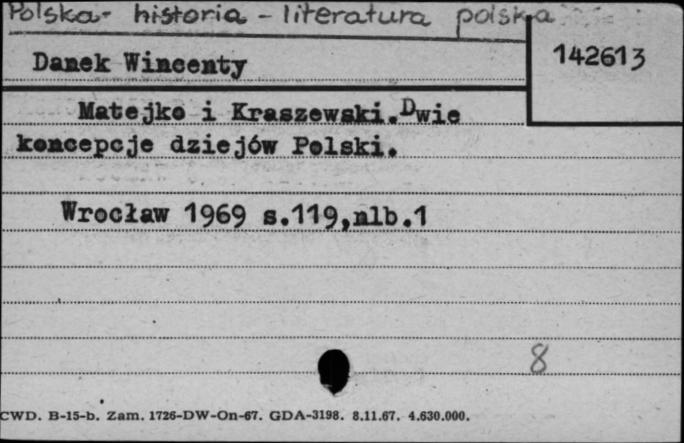 Polska - historia - literatura polska
142613
Danek Wincenty
Matejko i Kraszewski. Dwie
koncepcje dziejów Polski.
Wrocław 1969 s.119,nlb.1
8
CWD. B-15-b. Zam. 1726-DW-On-67. GDA-3198. 8.11.67. 4.630.000.